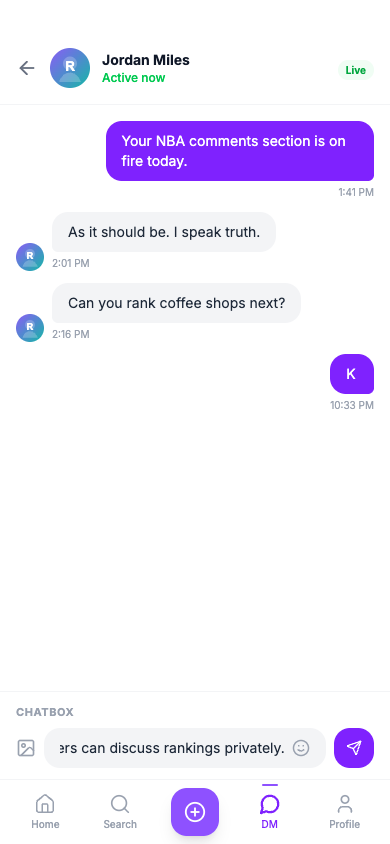 R
Jordan Miles
Active now
Live
Your NBA comments section is on
fire today.
1:41 PM
As it should be. I speak truth.
R
2:01 PM
Can you rank coffee shops next?
R
2:16 PM
K
10:33 PM
CHATBOX
ers can discuss rankings privately.
Home
Search
DM
Profile